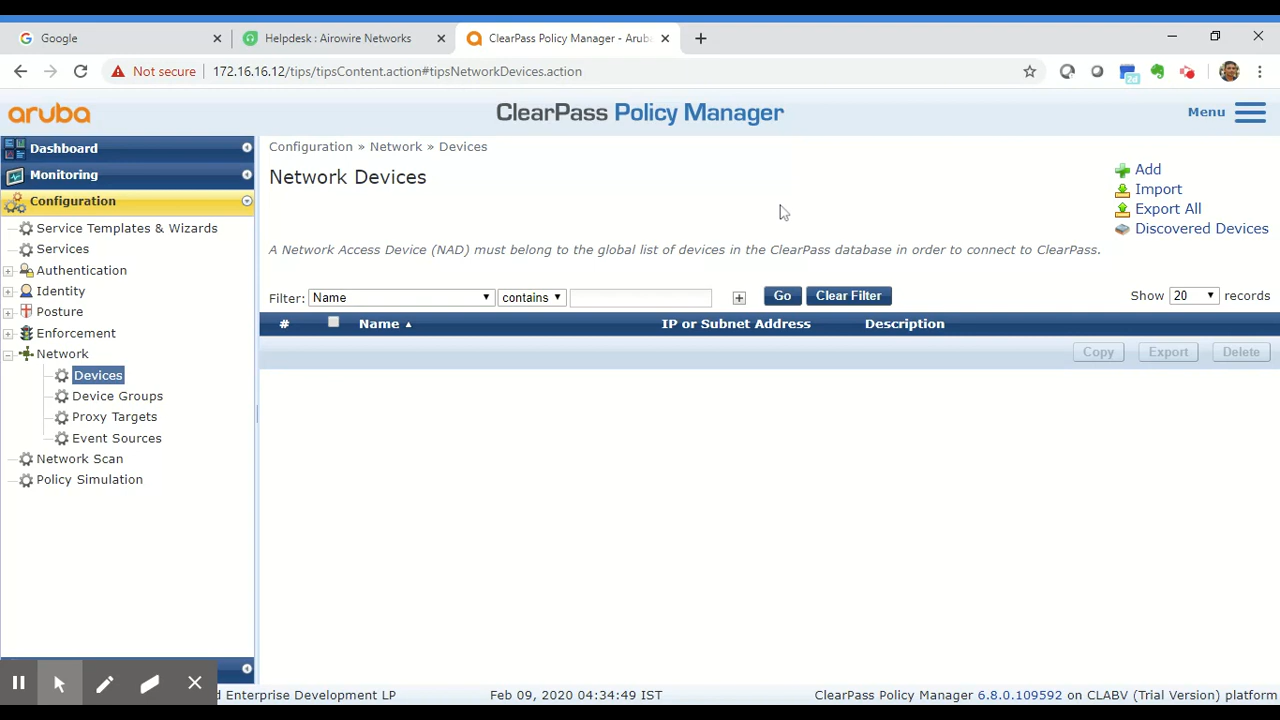 Google
Helpdesk : Airowire Networks
ClearPass Policy Manager - Aruba
Not secure
172.16.16.12/tips/tipsContent.action#tipsNetworkDevices.action
2d
aruba
ClearPass Policy Manager
Menu
Dashboard
Monitoring
Configuration
Service Templates & Wizards
Services
Authentication
Identity
Posture
Enforcement
Network
Devices
Device Groups
Proxy Targets
Event Sources
Network Scan
Policy Simulation
Configuration » Network » Devices
Network Devices
Add
Import
Export All
Discovered Devices
A Network Access Device (NAD) must belong to the global list of devices in the ClearPass database in order to connect to ClearPass.
Filter: Name contains Go Clear Filter Show 20 records
# Name IP or Subnet Address Description
Copy Export Delete
d Enterprise Development LP Feb 09, 2020 04:34:49 IST ClearPass Policy Manager 6.8.0.109592 on CLABV (Trial Version) platform